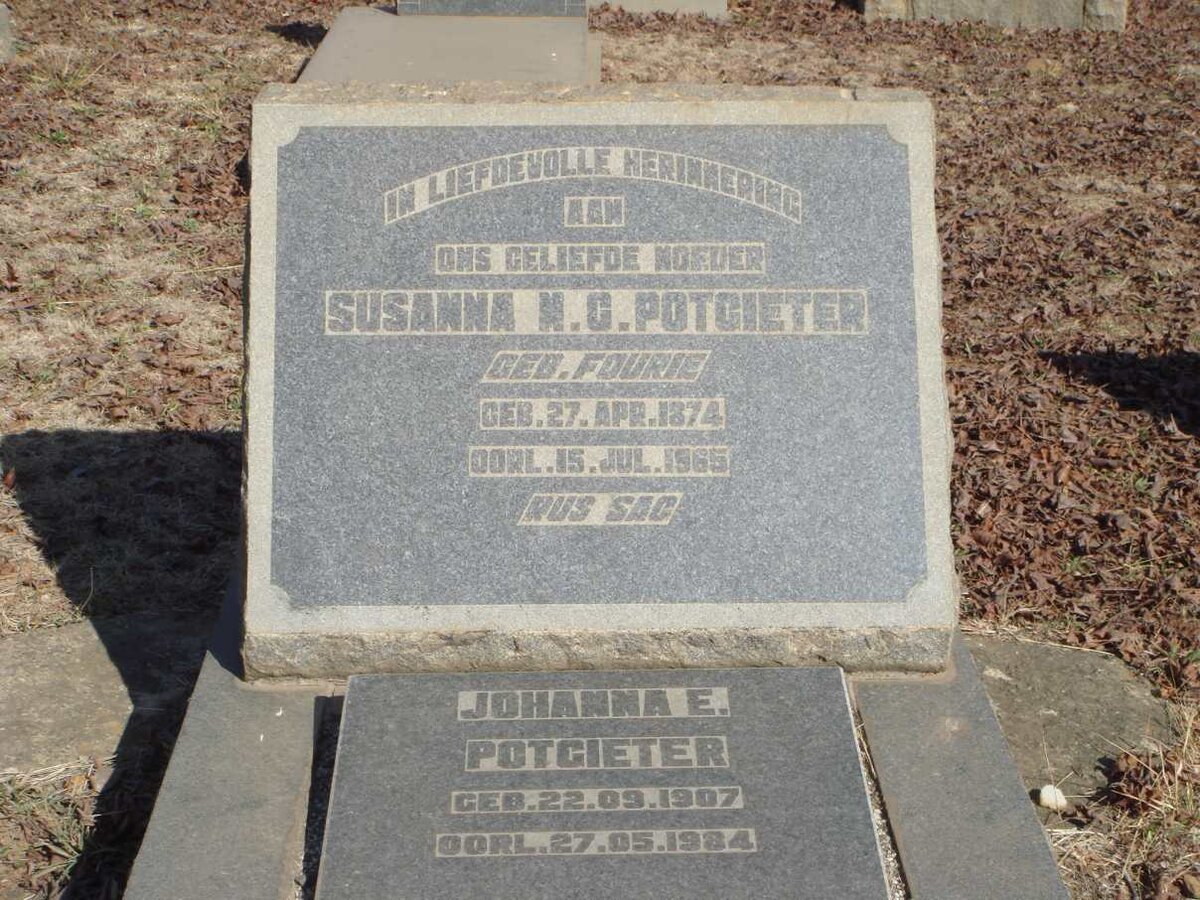 IN LIEFDEVOLLE HERINNERING
AAN
ONS GELIEFDE MOEDER
SUSANNA M.C. POTGIETER
GEB. FOURIE
GEB. 27. APR. 1874
OORL. 15. JUL. 1965
RUS SAG
JOHANNA E.
POTGIETER
GEB. 22.09.1907
OORL. 27.05.1984